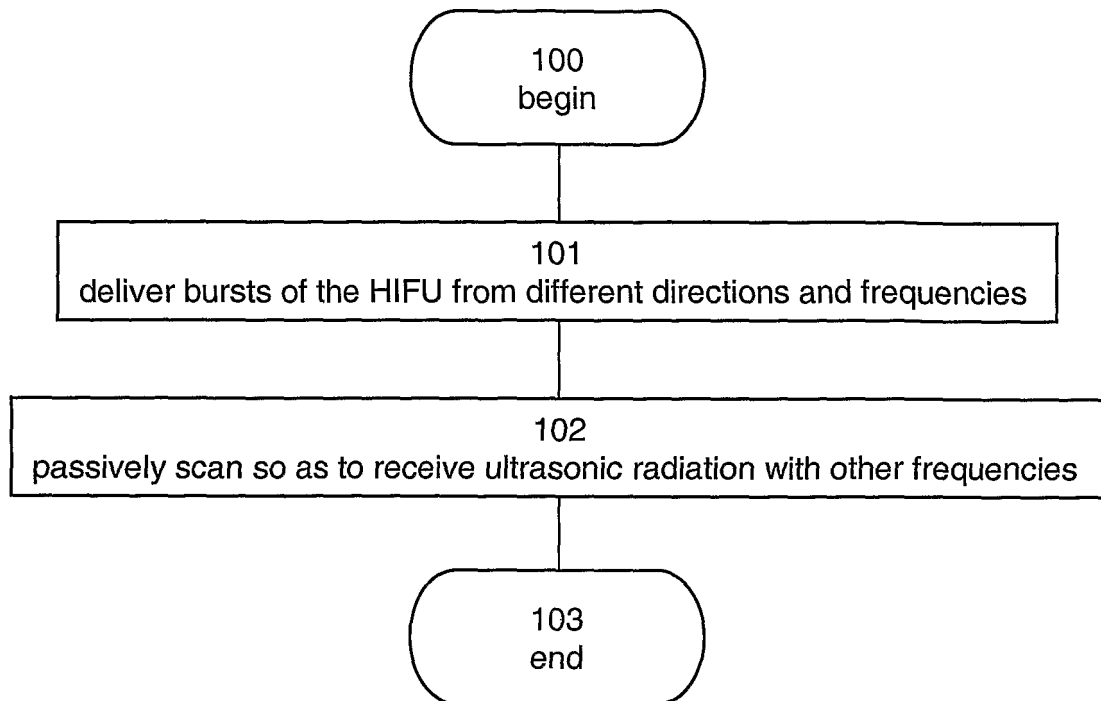 100
begin
101
deliver bursts of the HIFU from different directions and frequencies
102
passively scan so as to receive ultrasonic radiation with other frequencies
103
end